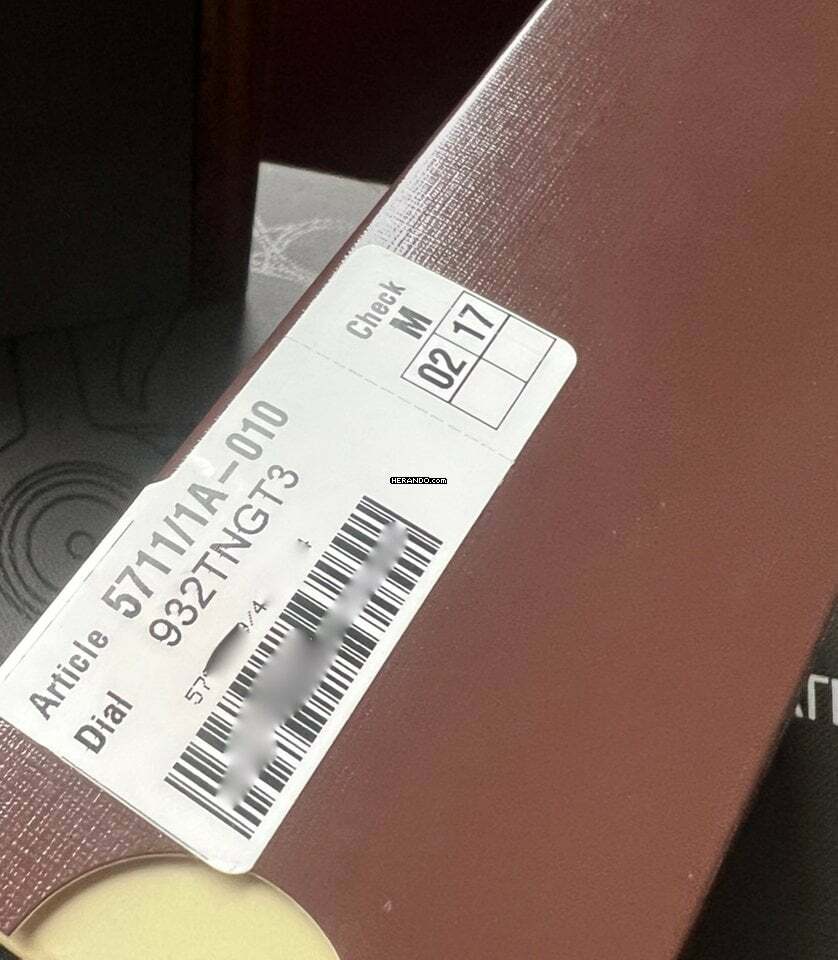 Check
M
02 17
Article 5711/1A-010
Dial 932TNGT3
HERANDO.com